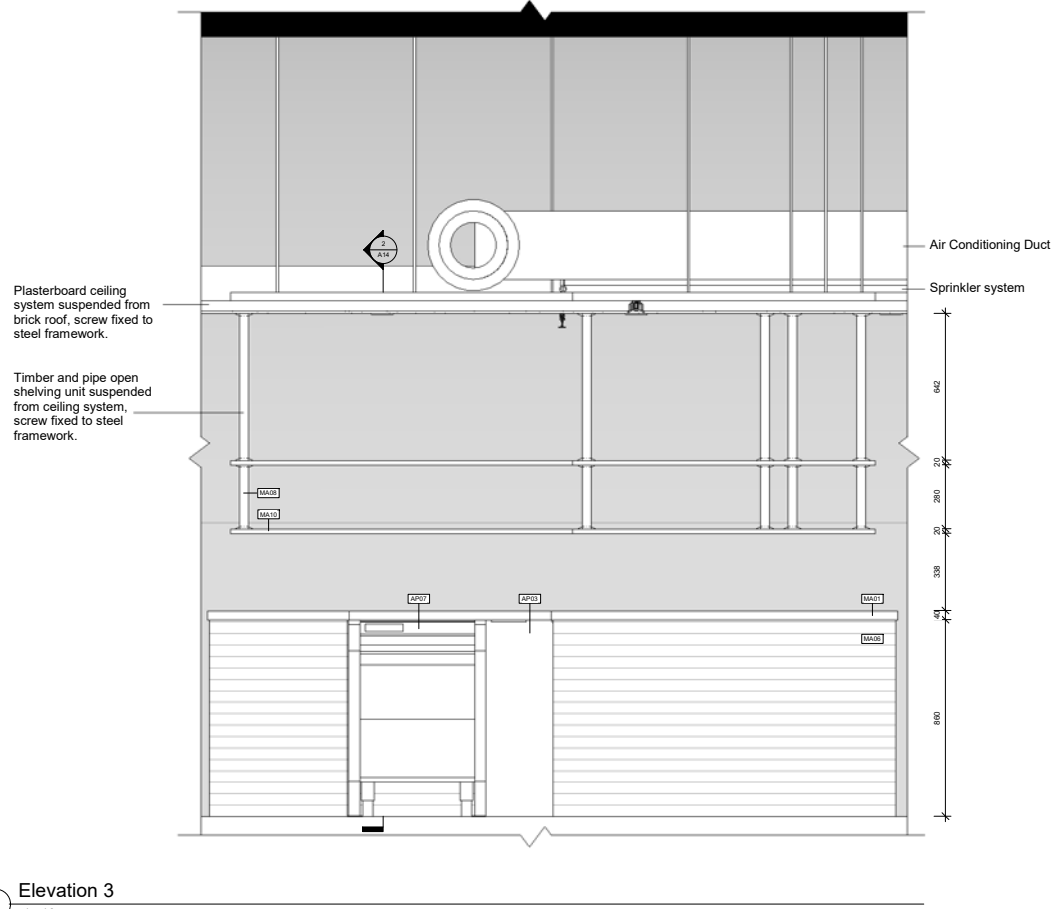 2
A14
Air Conditioning Duct
Sprinkler system
Plasterboard ceiling
system suspended from
brick roof, screw fixed to
steel framework.
Timber and pipe open
shelving unit suspended
from ceiling system,
screw fixed to steel
framework.
642
20
280
20
338
40
860
MA08
MA10
AP07
AP03
MA01
MA06
Elevation 3